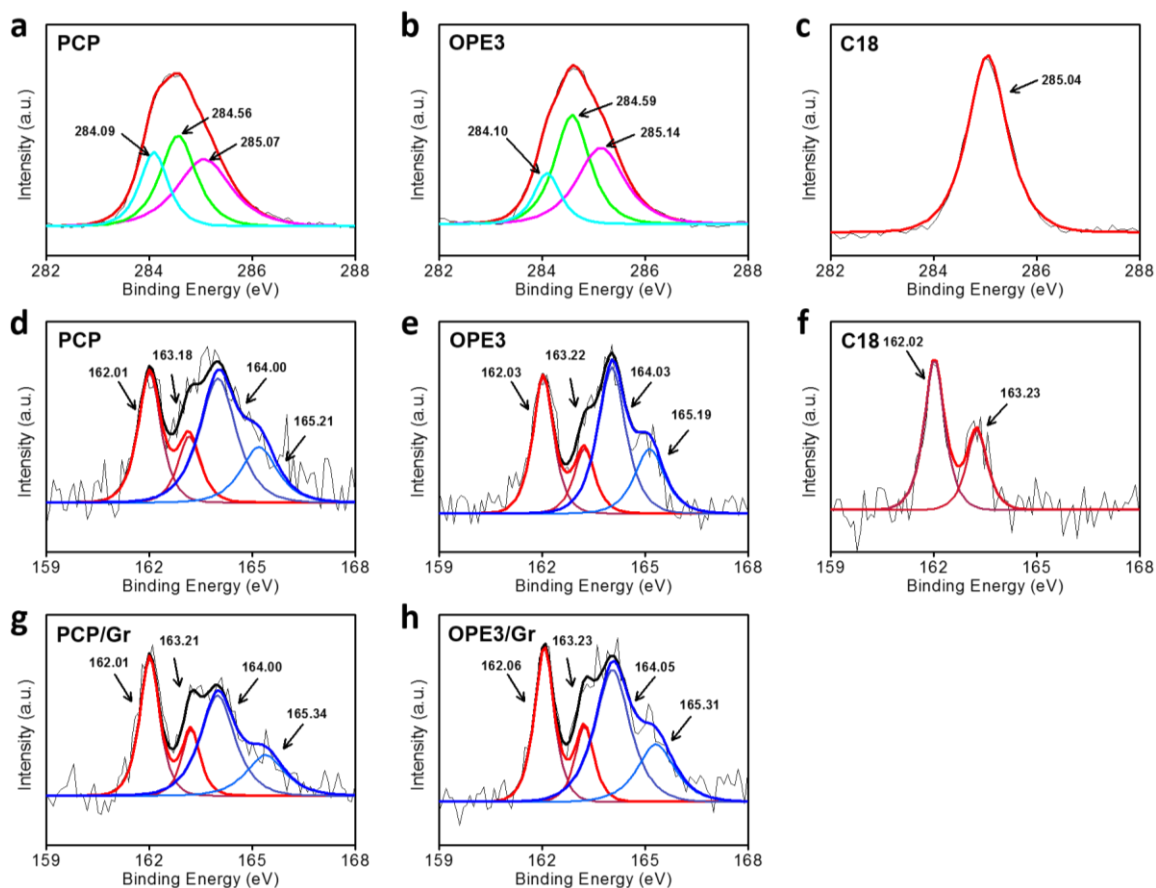 a
PCP
284.09
284.56
285.07
Intensity (a.u.)
282 284 286 288
Binding Energy (eV)
b
OPE3
284.10
284.59
285.14
Intensity (a.u.)
282 284 286 288
Binding Energy (eV)
c
C18
285.04
Intensity (a.u.)
282 284 286 288
Binding Energy (eV)
d
PCP
162.01
163.18
164.00
165.21
Intensity (a.u.)
159 162 165 168
Binding Energy (eV)
e
OPE3
162.03
163.22
164.03
165.19
Intensity (a.u.)
159 162 165 168
Binding Energy (eV)
f
C18
162.02
163.23
Intensity (a.u.)
159 162 165 168
Binding Energy (eV)
g
PCP/Gr
162.01
163.21
164.00
165.34
Intensity (a.u.)
159 162 165 168
Binding Energy (eV)
h
OPE3/Gr
162.06
163.23
164.05
165.31
Intensity (a.u.)
159 162 165 168
Binding Energy (eV)